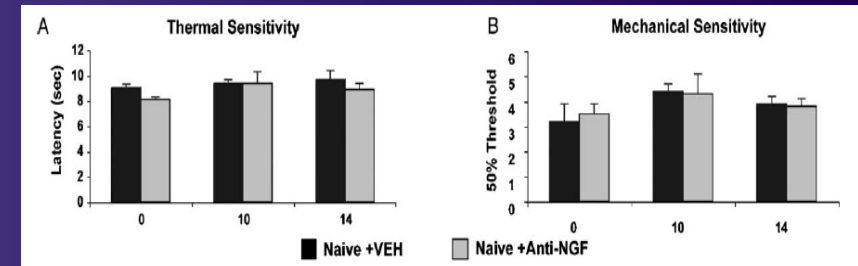 A
Thermal Sensitivity
Latency (sec)
12
10
8
6
4
2
0
0 10 14
B
Mechanical Sensitivity
50% Threshold
6
5
4
3
2
1
0
0 10 14
Naive +VEH
Naive +Anti-NGF